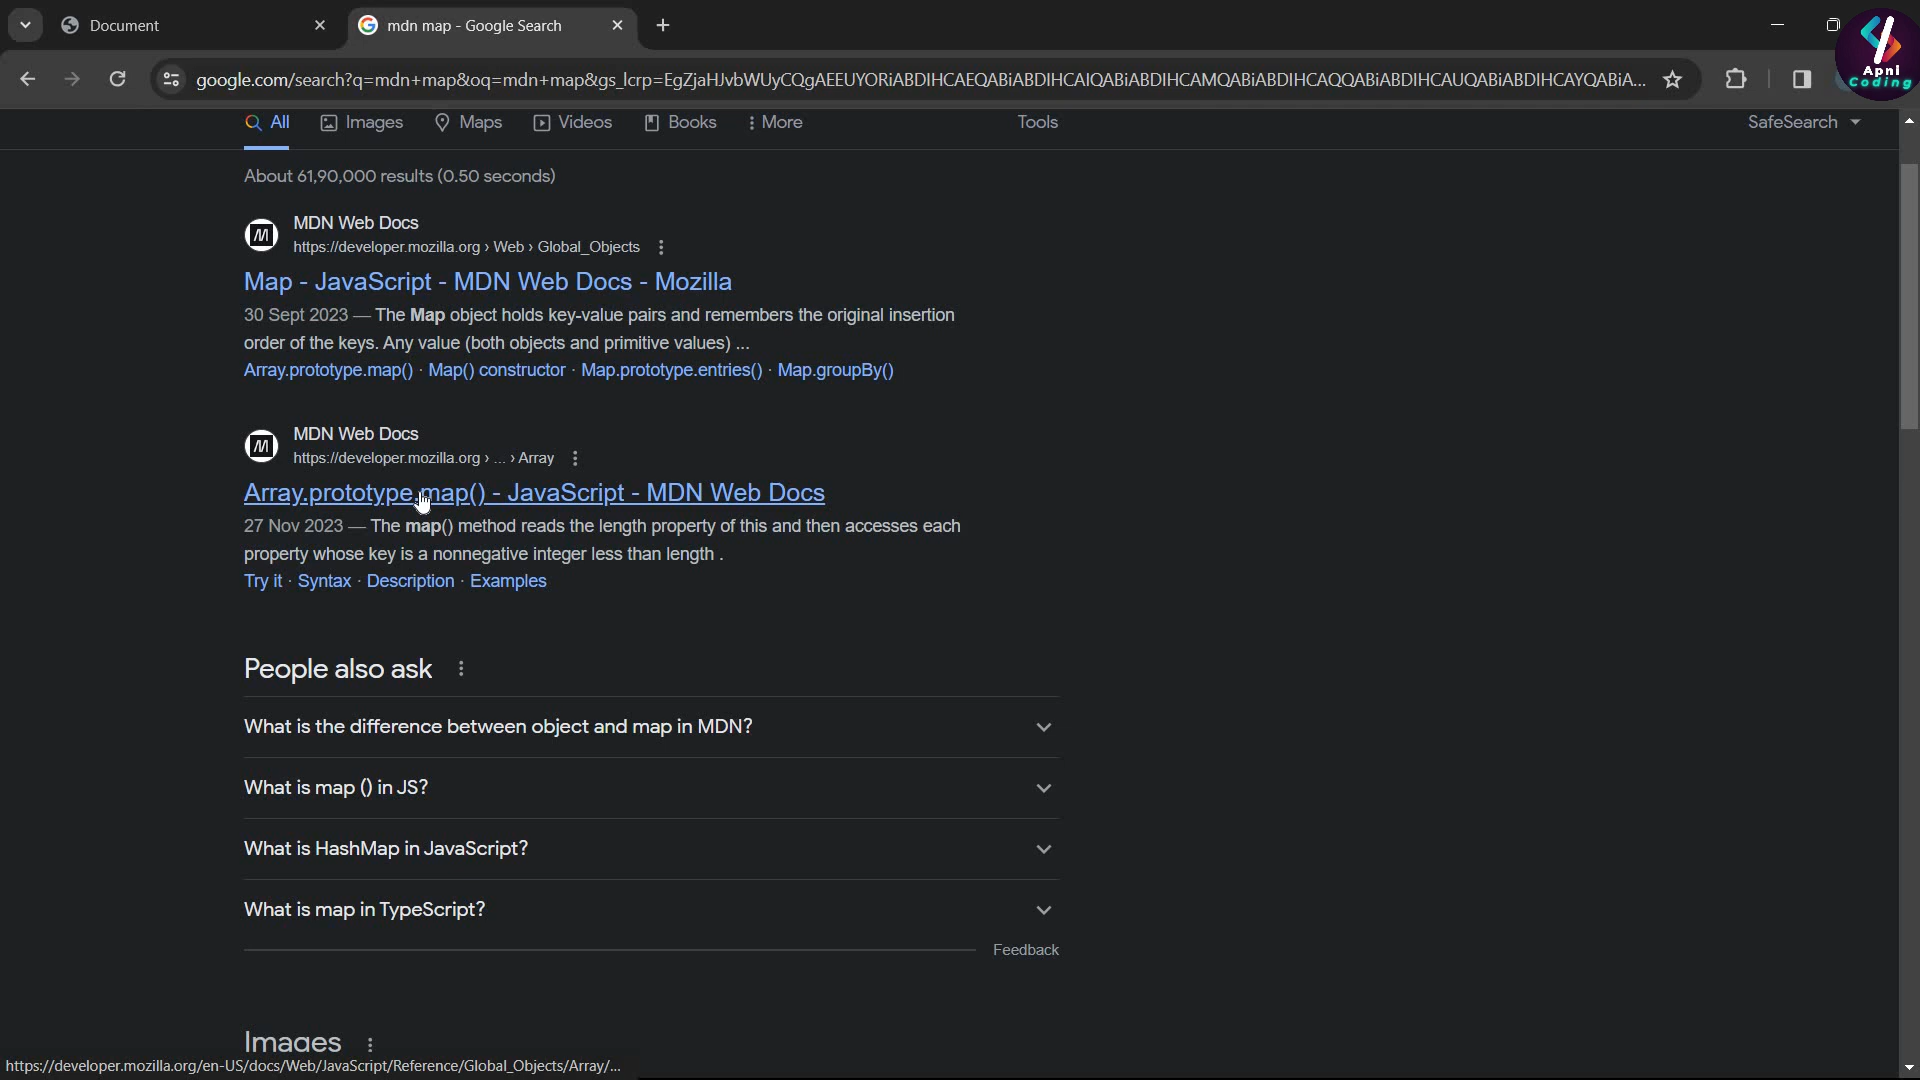 Document
mdn map - Google Search
google.com/search?q=mdn+map&oq=mdn+map&gs_lcrp=EgZjaHJvbWUyCQgAEEUYORiABDIHCAEQABiABDIHCAIQABiABDIHCAMQABiABDIHCAQQABiABDIHCAUQABiABDIHCAYQABiA...
Apni
Coding
All
Images
Maps
Videos
Books
More
Tools
SafeSearch
About 61,90,000 results (0.50 seconds)
MDN Web Docs
https://developer.mozilla.org › Web › Global_Objects
Map - JavaScript - MDN Web Docs - Mozilla
30 Sept 2023 — The Map object holds key-value pairs and remembers the original insertion
order of the keys. Any value (both objects and primitive values) ...
Array.prototype.map() · Map() constructor · Map.prototype.entries() · Map.groupBy()
MDN Web Docs
https://developer.mozilla.org › ... › Array
Array.prototype.map() - JavaScript - MDN Web Docs
27 Nov 2023 — The map() method reads the length property of this and then accesses each
property whose key is a nonnegative integer less than length .
Try it · Syntax · Description · Examples
People also ask
What is the difference between object and map in MDN?
What is map () in JS?
What is HashMap in JavaScript?
What is map in TypeScript?
Feedback
Images
https://developer.mozilla.org/en-US/docs/Web/JavaScript/Reference/Global_Objects/Array/...